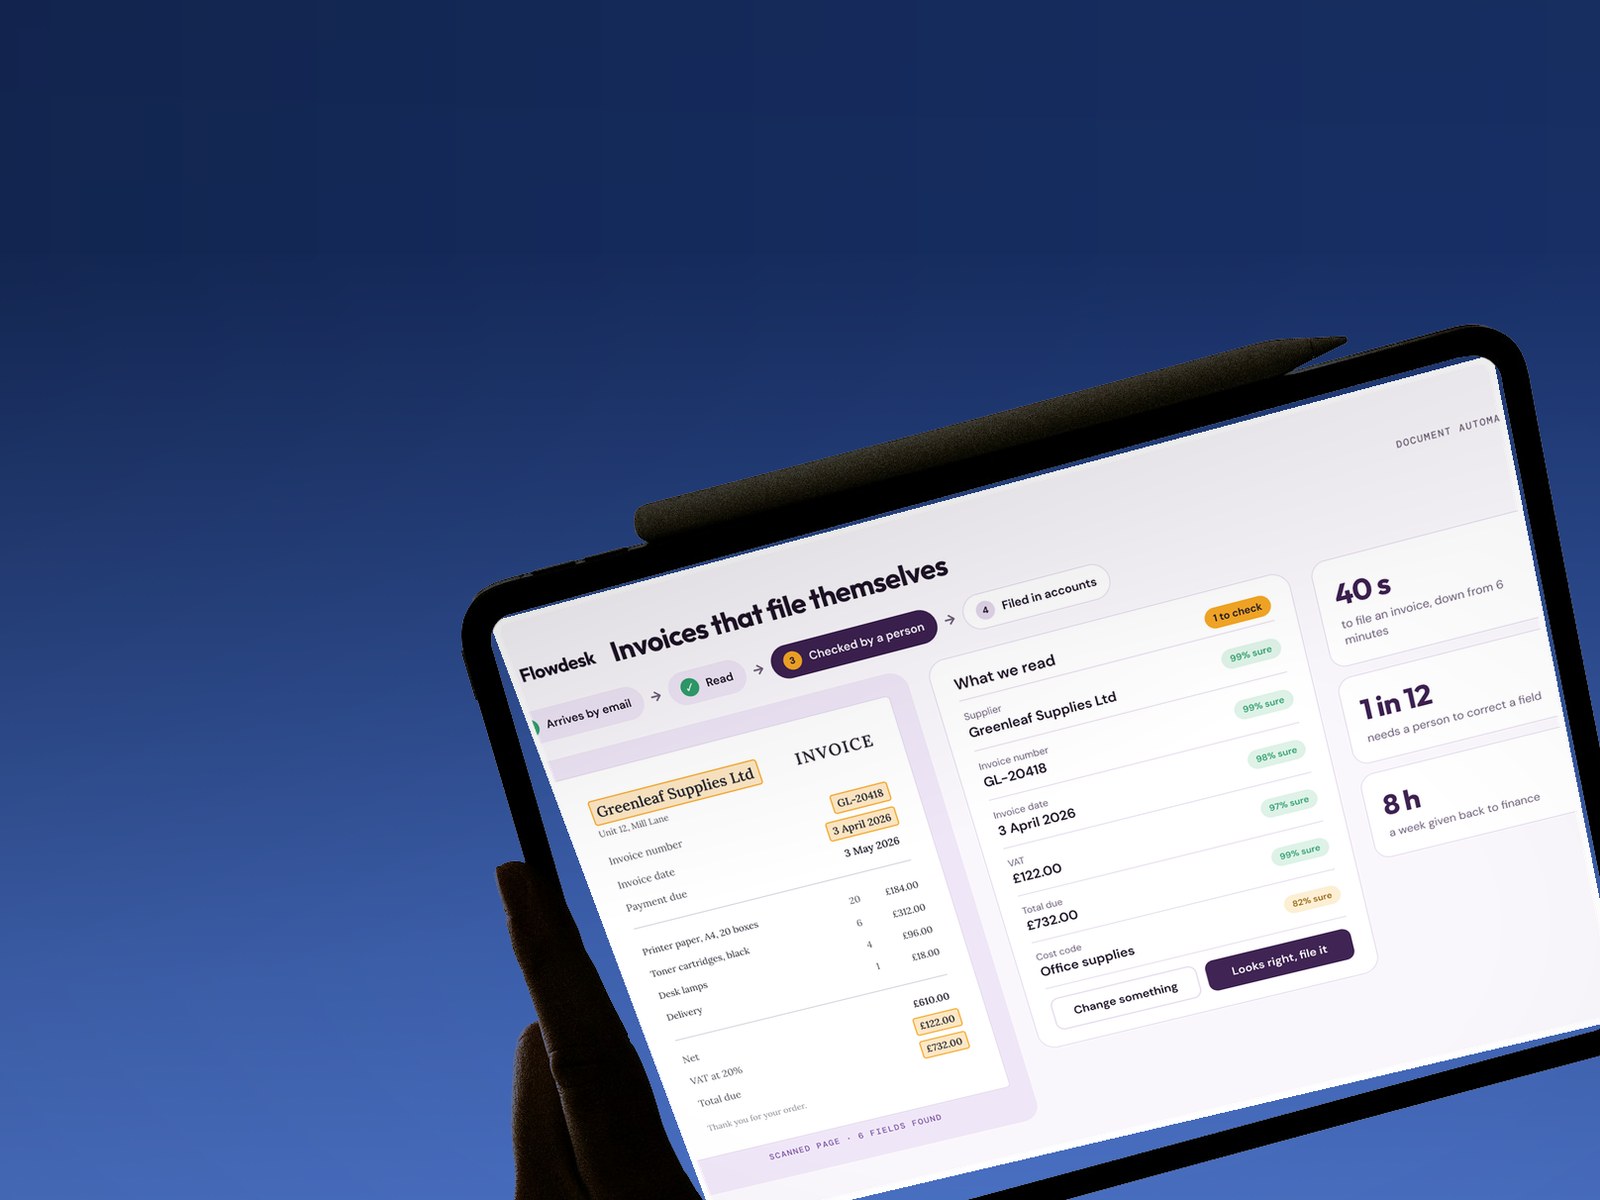 DOCUMENT AUTOMA
Flowdesk Invoices that file themselves
✓ Arrives by email → ✓ Read → 3 Checked by a person → 4 Filed in accounts
Greenleaf Supplies Ltd INVOICE
Unit 12, Mill Lane
Invoice number GL-20418
Invoice date 3 April 2026
Payment due 3 May 2026
Printer paper, A4, 20 boxes 20 £184.00
Toner cartridges, black 6 £312.00
Desk lamps 4 £96.00
Delivery 1 £18.00
Net £610.00
VAT at 20% £122.00
Total due £732.00
Thank you for your order.
SCANNED PAGE · 6 FIELDS FOUND
What we read 1 to check
Supplier
Greenleaf Supplies Ltd 99% sure
Invoice number
GL-20418 99% sure
Invoice date
3 April 2026 98% sure
VAT
£122.00 97% sure
Total due
£732.00 99% sure
Cost code
Office supplies 82% sure
Change something Looks right, file it
40 s
to file an invoice, down from 6
minutes
1 in 12
needs a person to correct a field
8 h
a week given back to finance